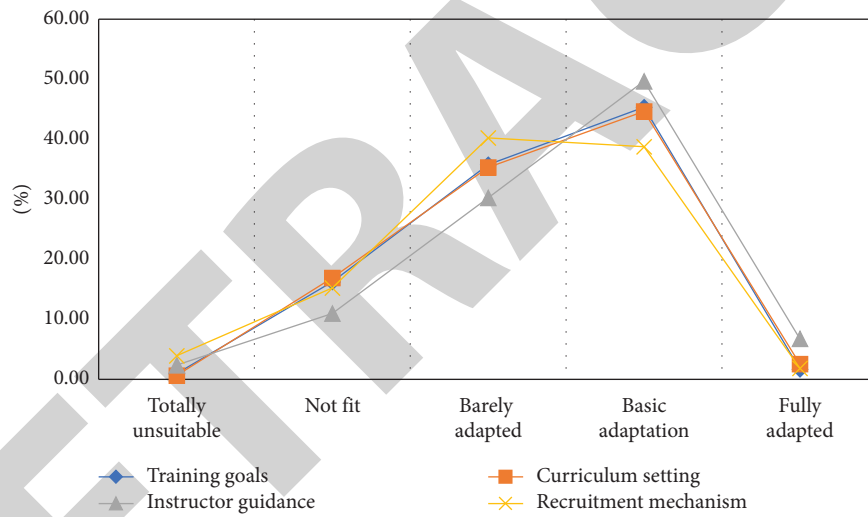 60.00
50.00
40.00
30.00
20.00
10.00
0.00
(%)
Totally
unsuitable
Not fit
Barely
adapted
Basic
adaptation
Fully
adapted
Training goals
Curriculum setting
Instructor guidance
Recruitment mechanism
TRAC